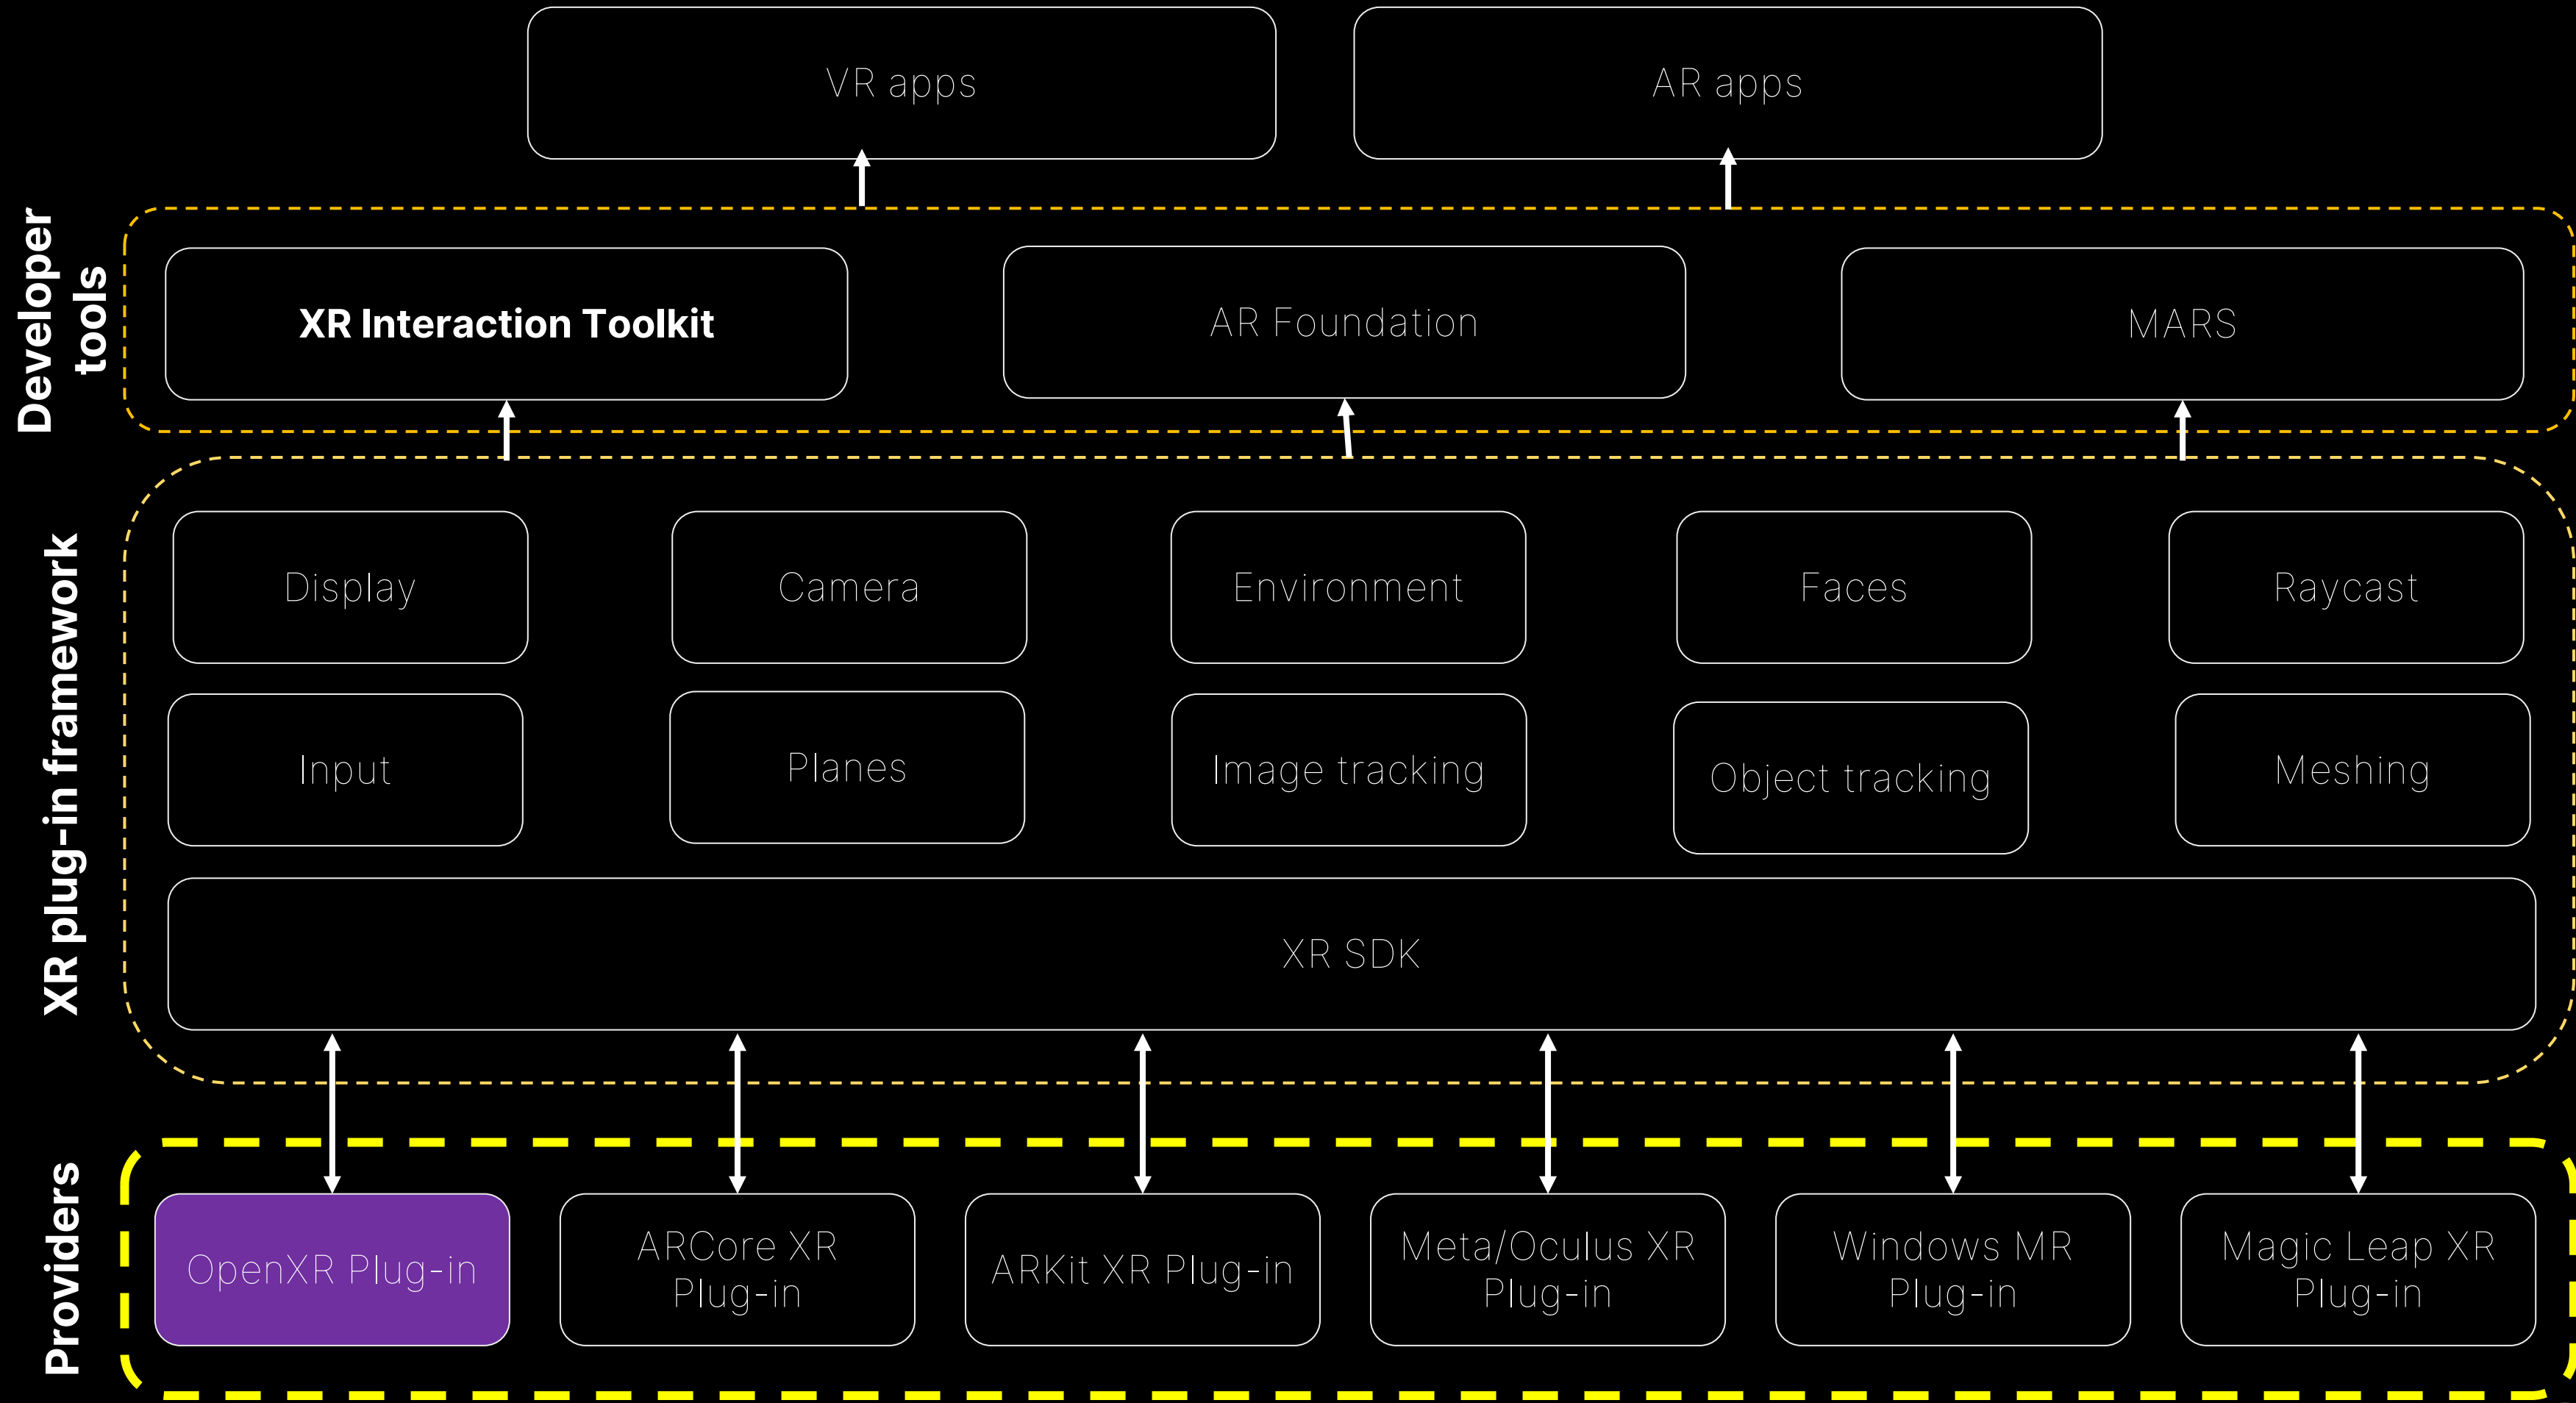 VR apps
AR apps
Developer
tools
XR Interaction Toolkit
AR Foundation
MARS
XR plug-in framework
Display
Camera
Environment
Faces
Raycast
Input
Planes
Image tracking
Object tracking
Meshing
XR SDK
Providers
OpenXR Plug-in
ARCore XR
Plug-in
ARKit XR Plug-in
Meta/Oculus XR
Plug-in
Windows MR
Plug-in
Magic Leap XR
Plug-in